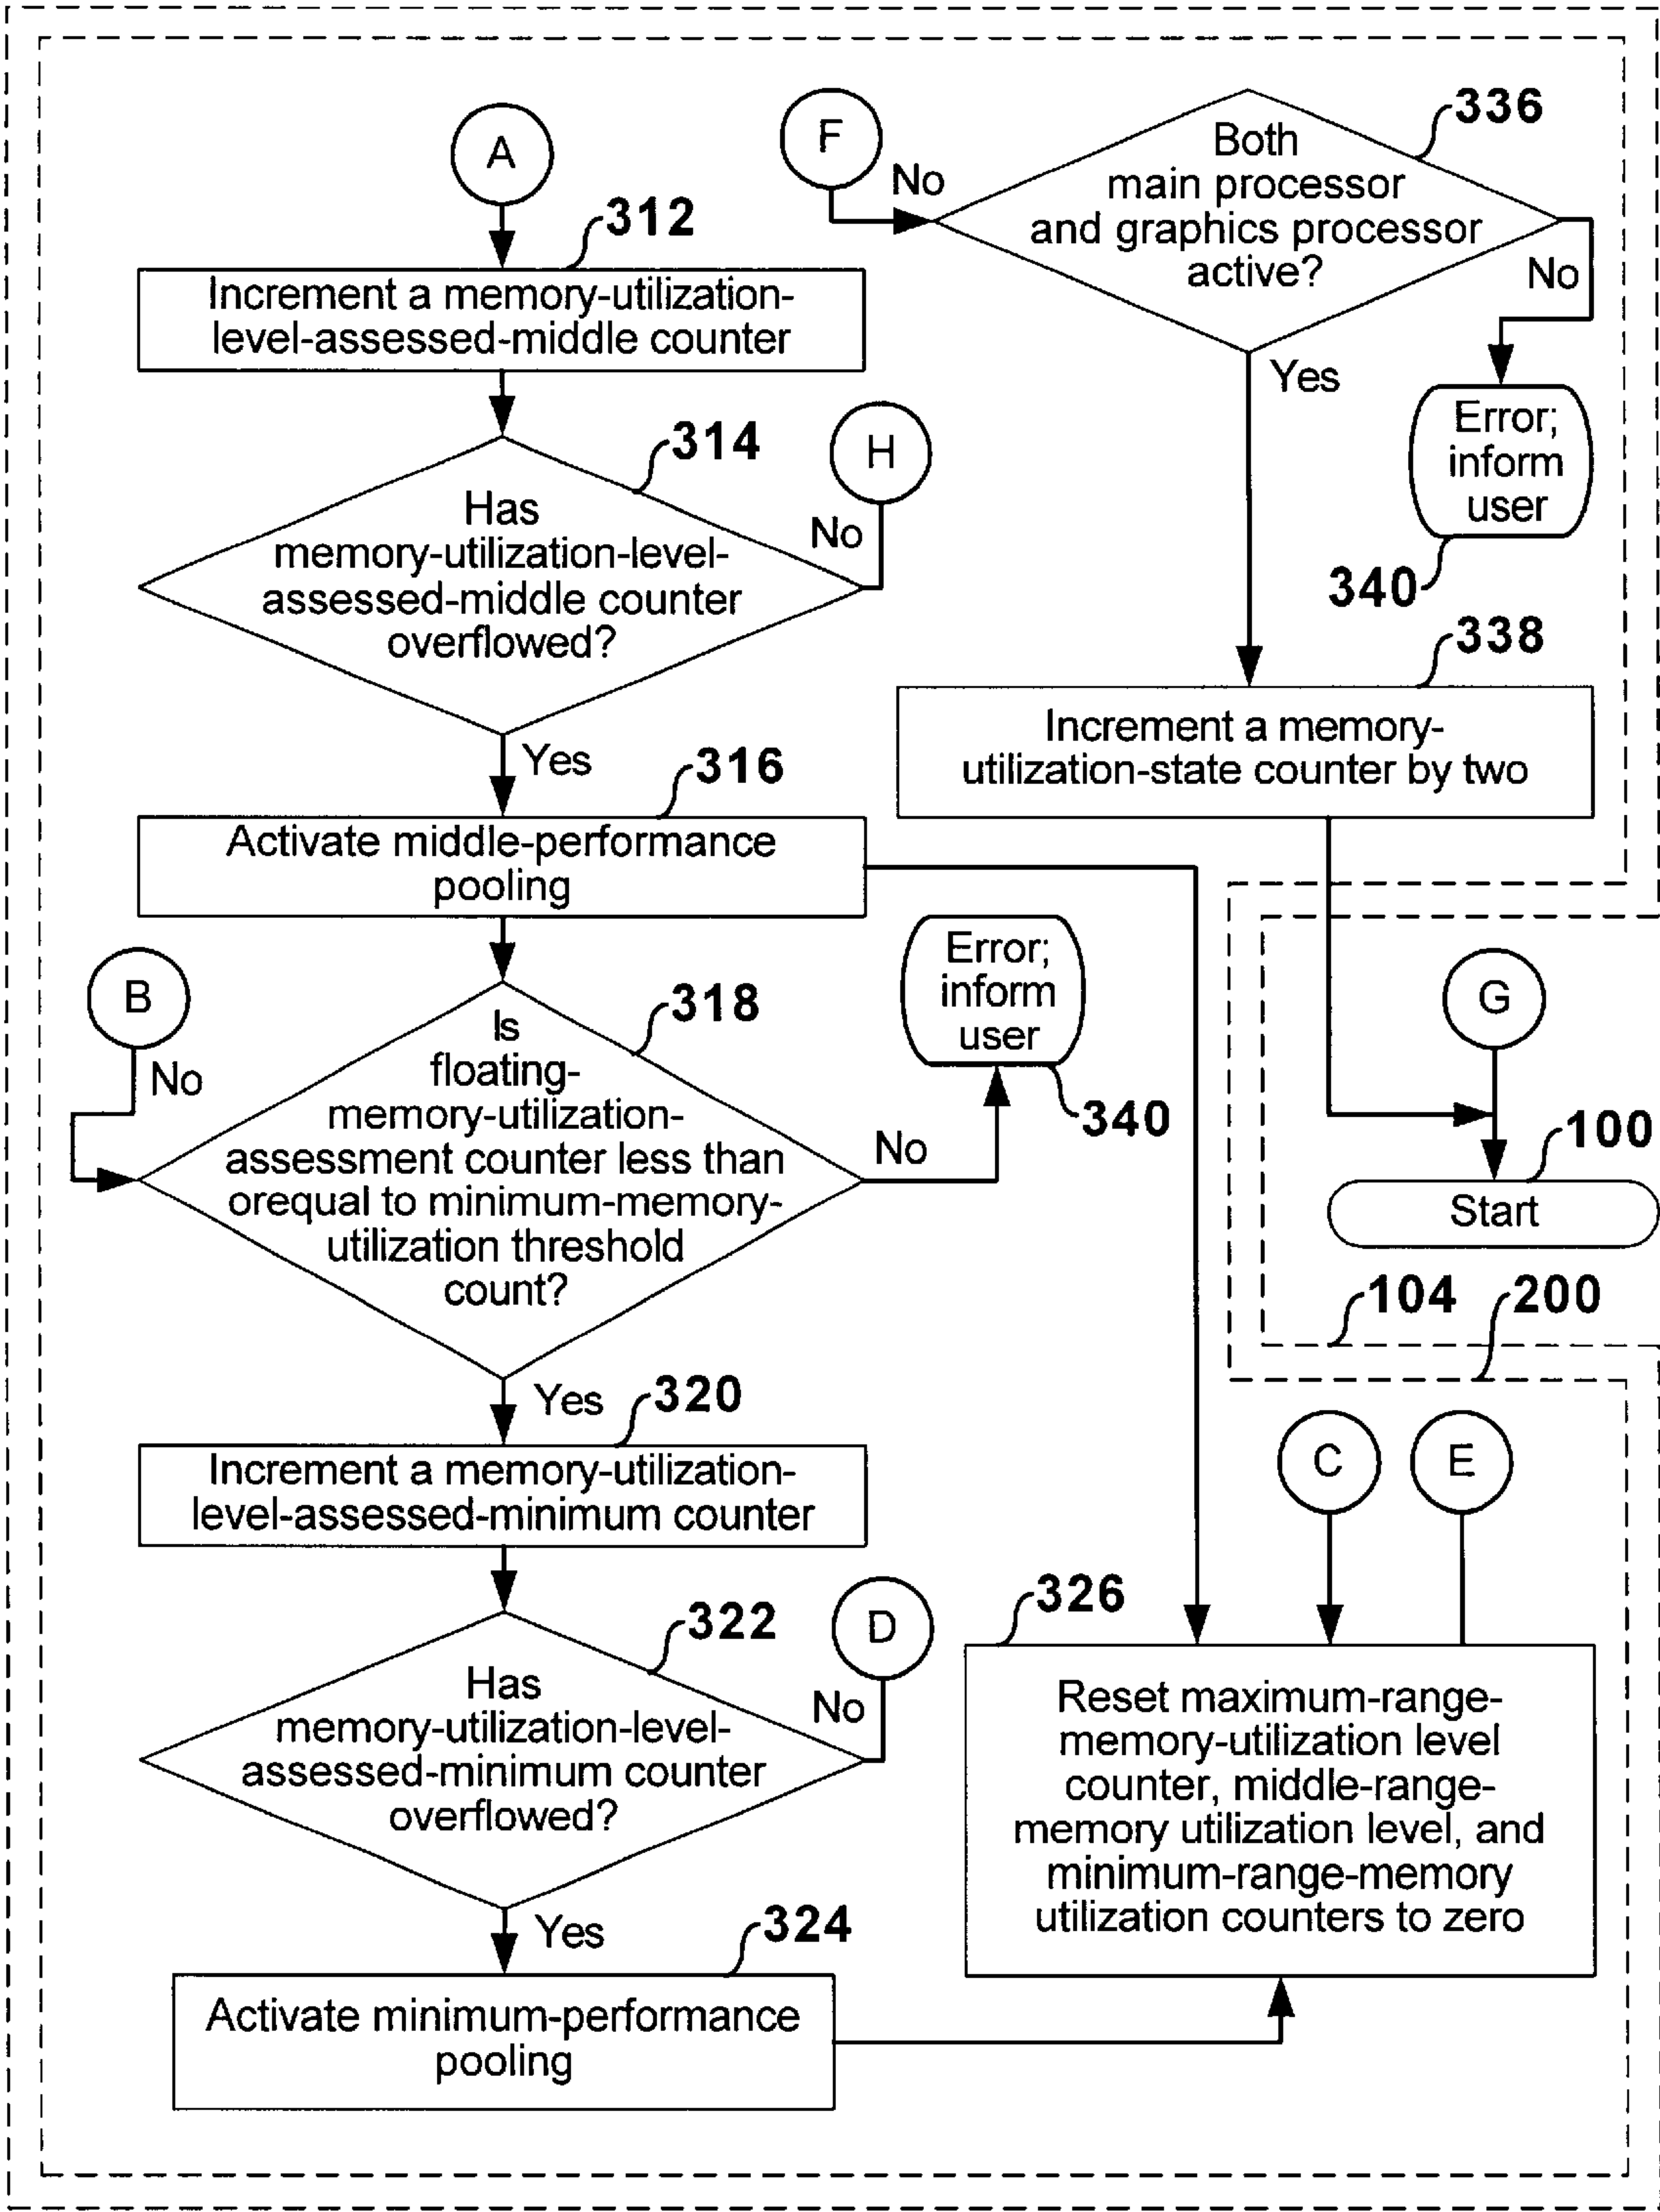 A
312
Increment a memory-utilization-
level-assessed-middle counter
314
H
Has
memory-utilization-level-
assessed-middle counter
overflowed?
No
Yes
316
Activate middle-performance
pooling
B
No
318
Is
floating-
memory-utilization-
assessment counter less than
orequal to minimum-memory-
utilization threshold
count?
No
Error;
inform
user
340
Yes
320
Increment a memory-utilization-
level-assessed-minimum counter
322
D
Has
memory-utilization-level-
assessed-minimum counter
overflowed?
No
Yes
324
Activate minimum-performance
pooling
F
No
336
Both
main processor
and graphics processor
active?
No
Yes
Error;
inform
user
340
338
Increment a memory-
utilization-state counter by two
G
100
Start
104
200
C
E
326
Reset maximum-range-
memory-utilization level
counter, middle-range-
memory utilization level, and
minimum-range-memory
utilization counters to zero